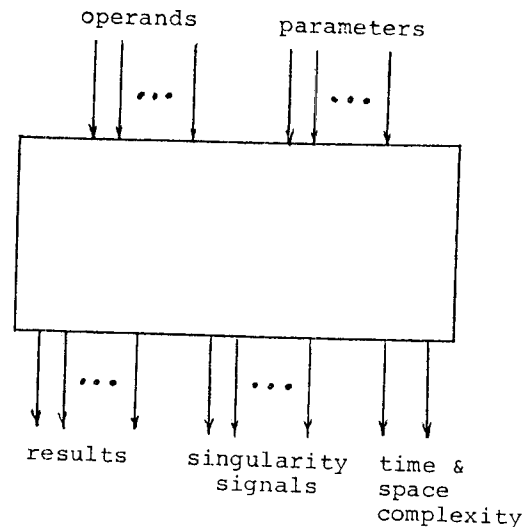 operands
parameters
results
singularity
signals
time &
space
complexity